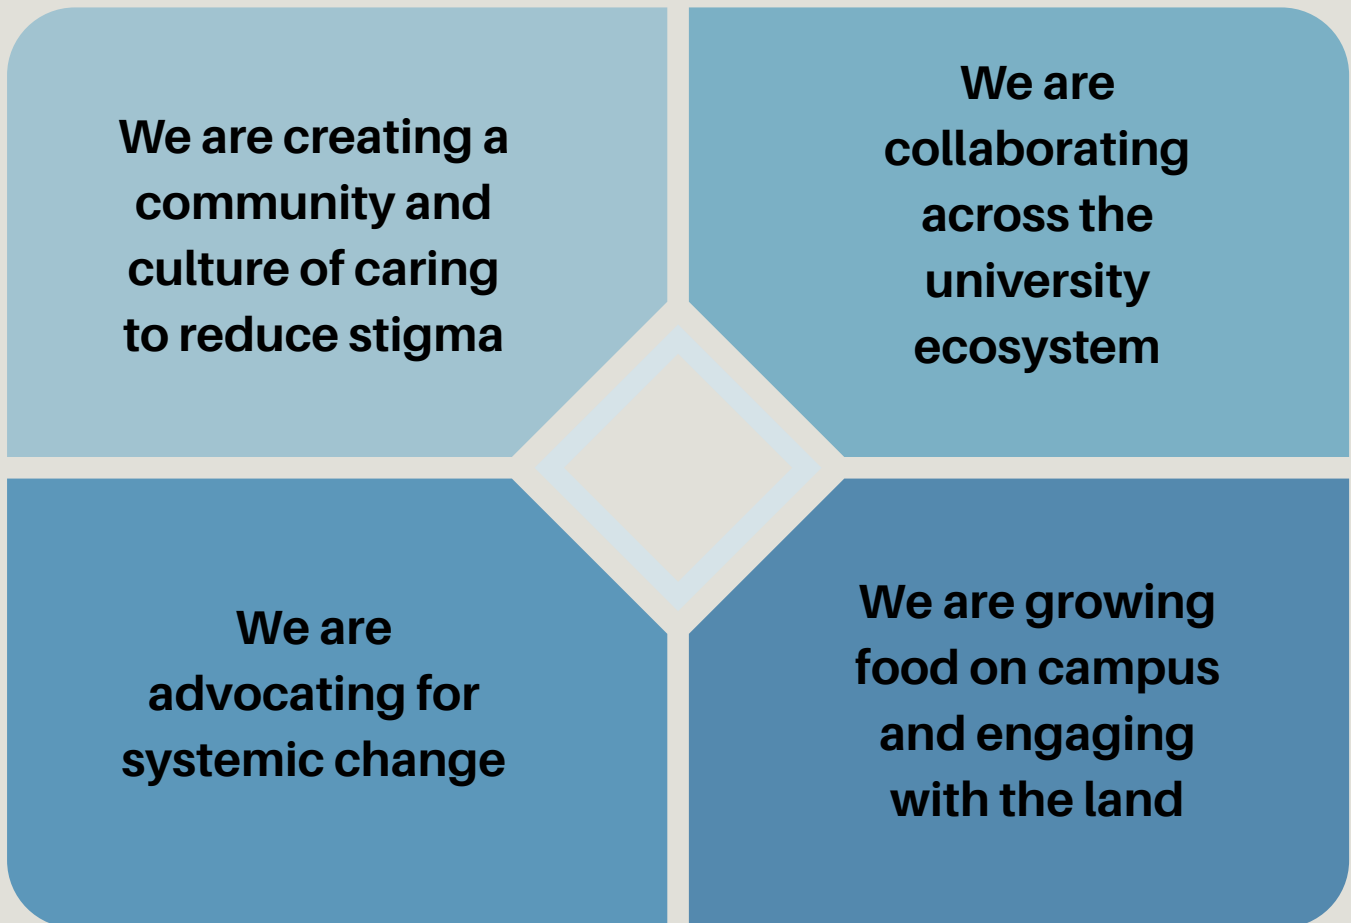 We are creating a
community and
culture of caring
to reduce stigma
We are
collaborating
across the
university
ecosystem
We are
advocating for
systemic change
We are growing
food on campus
and engaging
with the land